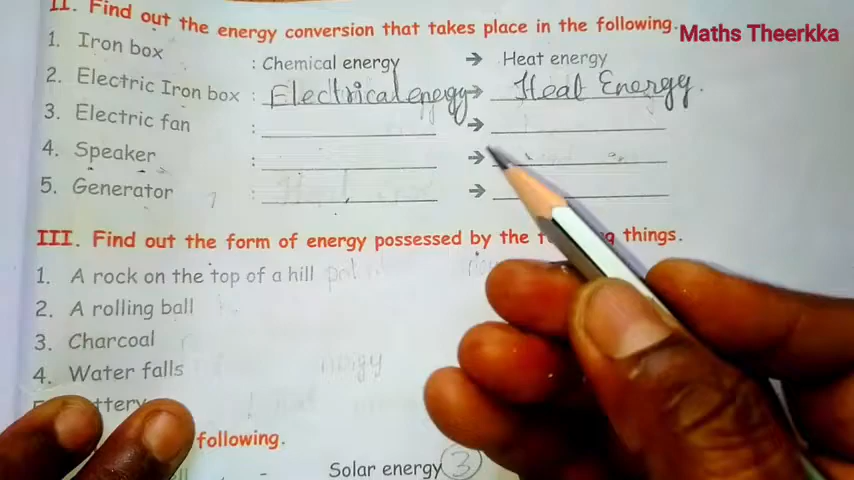 II. Find out the energy conversion that takes place in the following.
Maths Theerkka
1. Iron box : Chemical energy → Heat energy
2. Electric Iron box : Electrical energy → Heat Energy.
3. Electric fan : →
4. Speaker : →
5. Generator : →
III. Find out the form of energy possessed by the things.
1. A rock on the top of a hill
2. A rolling ball
3. Charcoal
4. Water falls
ttery
following.
Solar energy 3